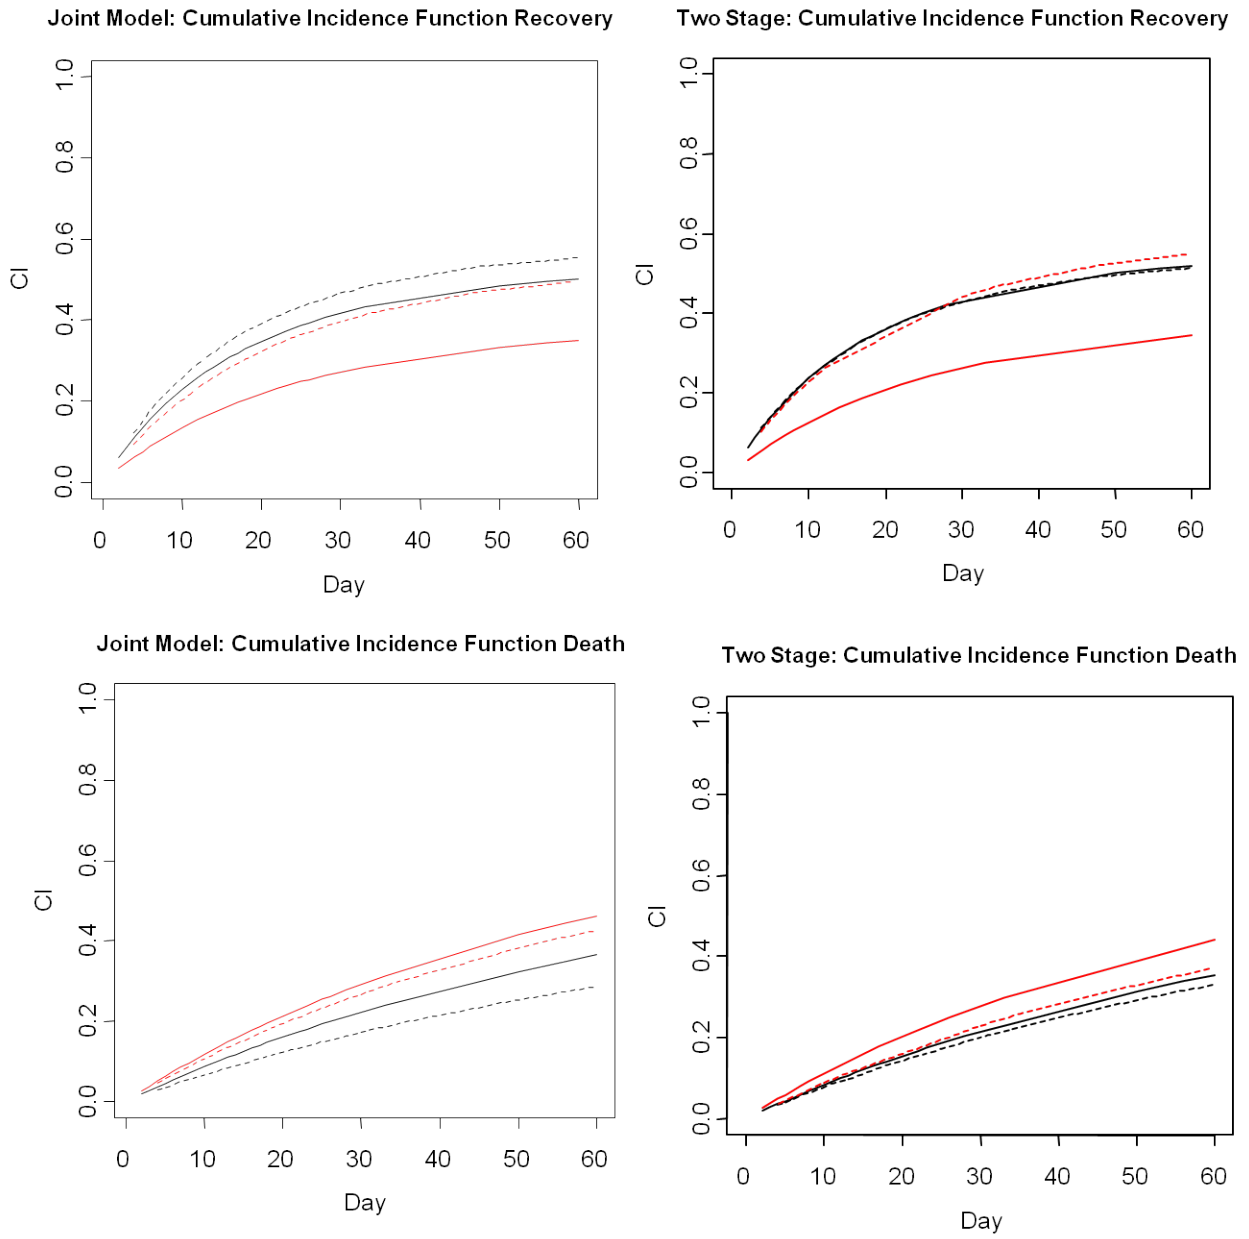 Joint Model: Cumulative Incidence Function Recovery
CI
1.0
0.8
0.6
0.4
0.2
0.0
0 10 20 30 40 50 60
Day
Two Stage: Cumulative Incidence Function Recovery
CI
1.0
0.8
0.6
0.4
0.2
0.0
0 10 20 30 40 50 60
Day
Joint Model: Cumulative Incidence Function Death
CI
1.0
0.8
0.6
0.4
0.2
0.0
0 10 20 30 40 50 60
Day
Two Stage: Cumulative Incidence Function Death
CI
1.0
0.8
0.6
0.4
0.2
0.0
0 10 20 30 40 50 60
Day